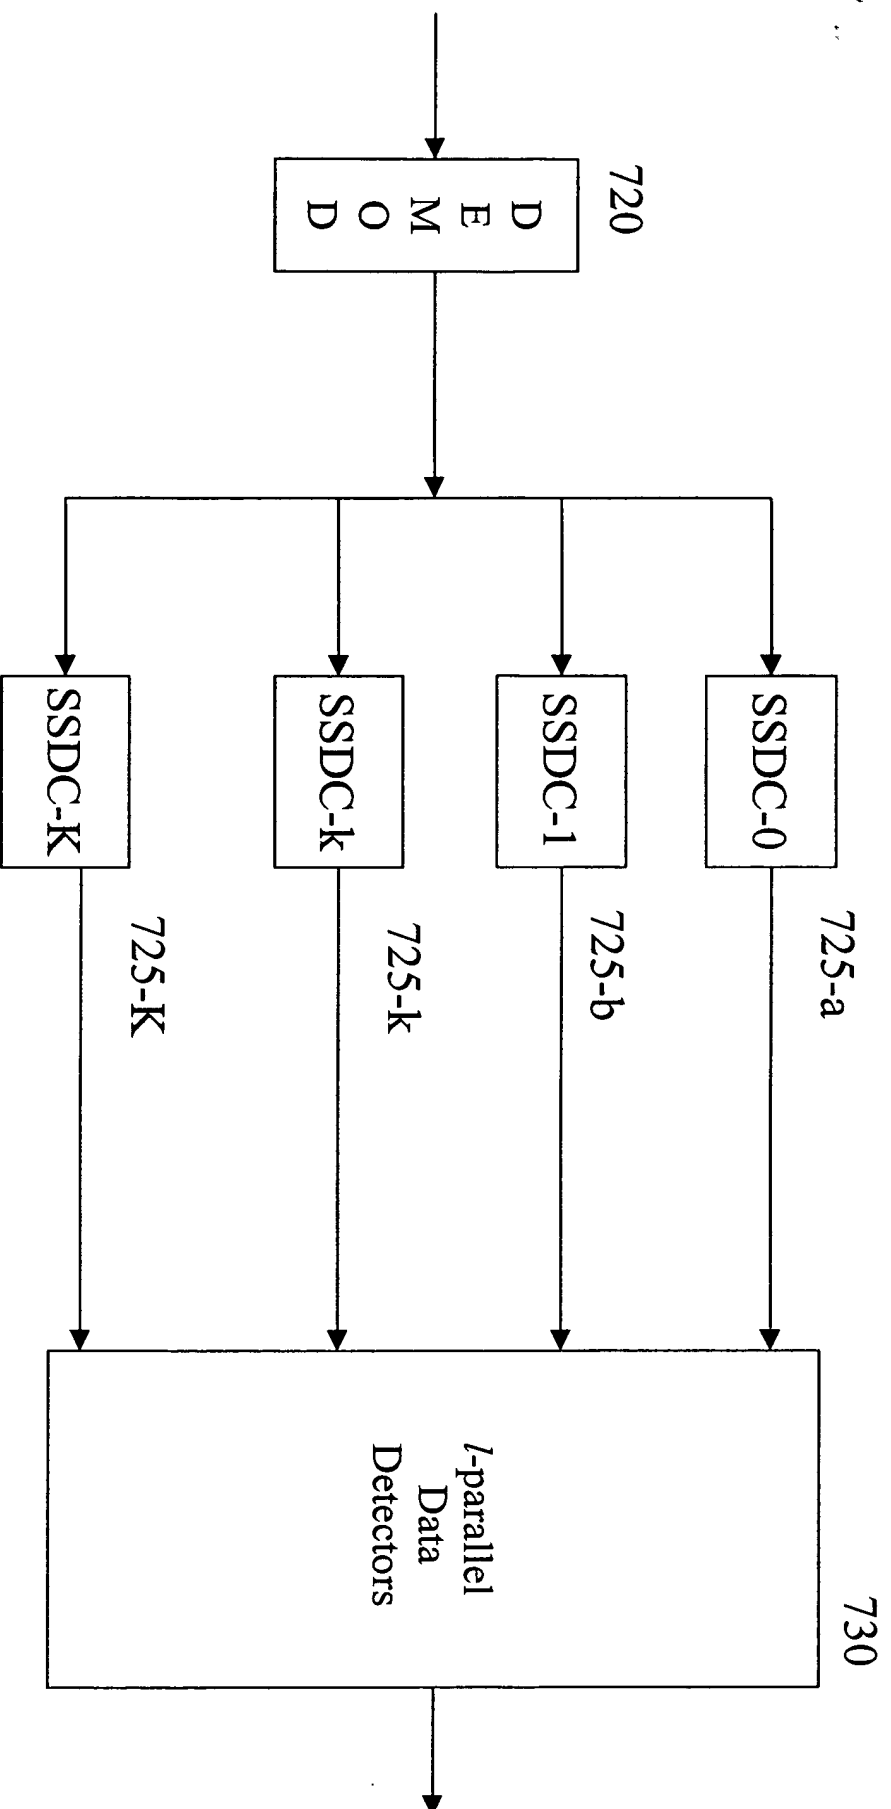 720
D
E
M
O
D
SSDC-0
725-a
SSDC-1
725-b
SSDC-k
725-k
SSDC-K
725-K
730
l-parallel
Data
Detectors